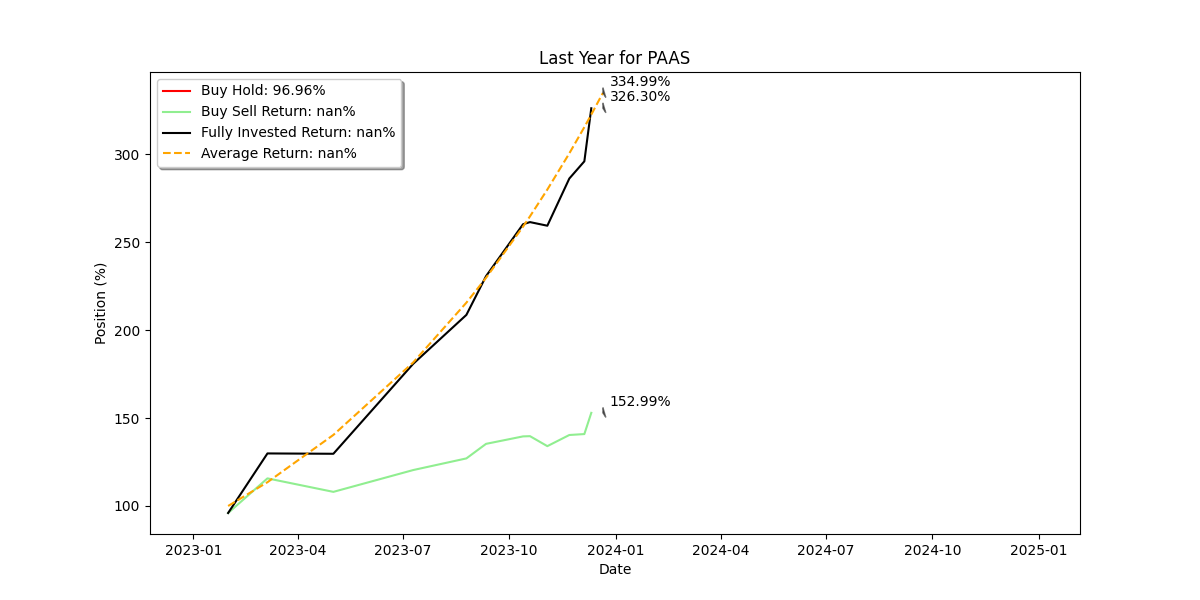 Last Year for PAAS
Buy Hold: 96.96%
Buy Sell Return: nan%
Fully Invested Return: nan%
Average Return: nan%
334.99%
326.30%
152.99%
Position (%)
300
250
200
150
100
2023-01
2023-04
2023-07
2023-10
2024-01
2024-04
2024-07
2024-10
2025-01
Date